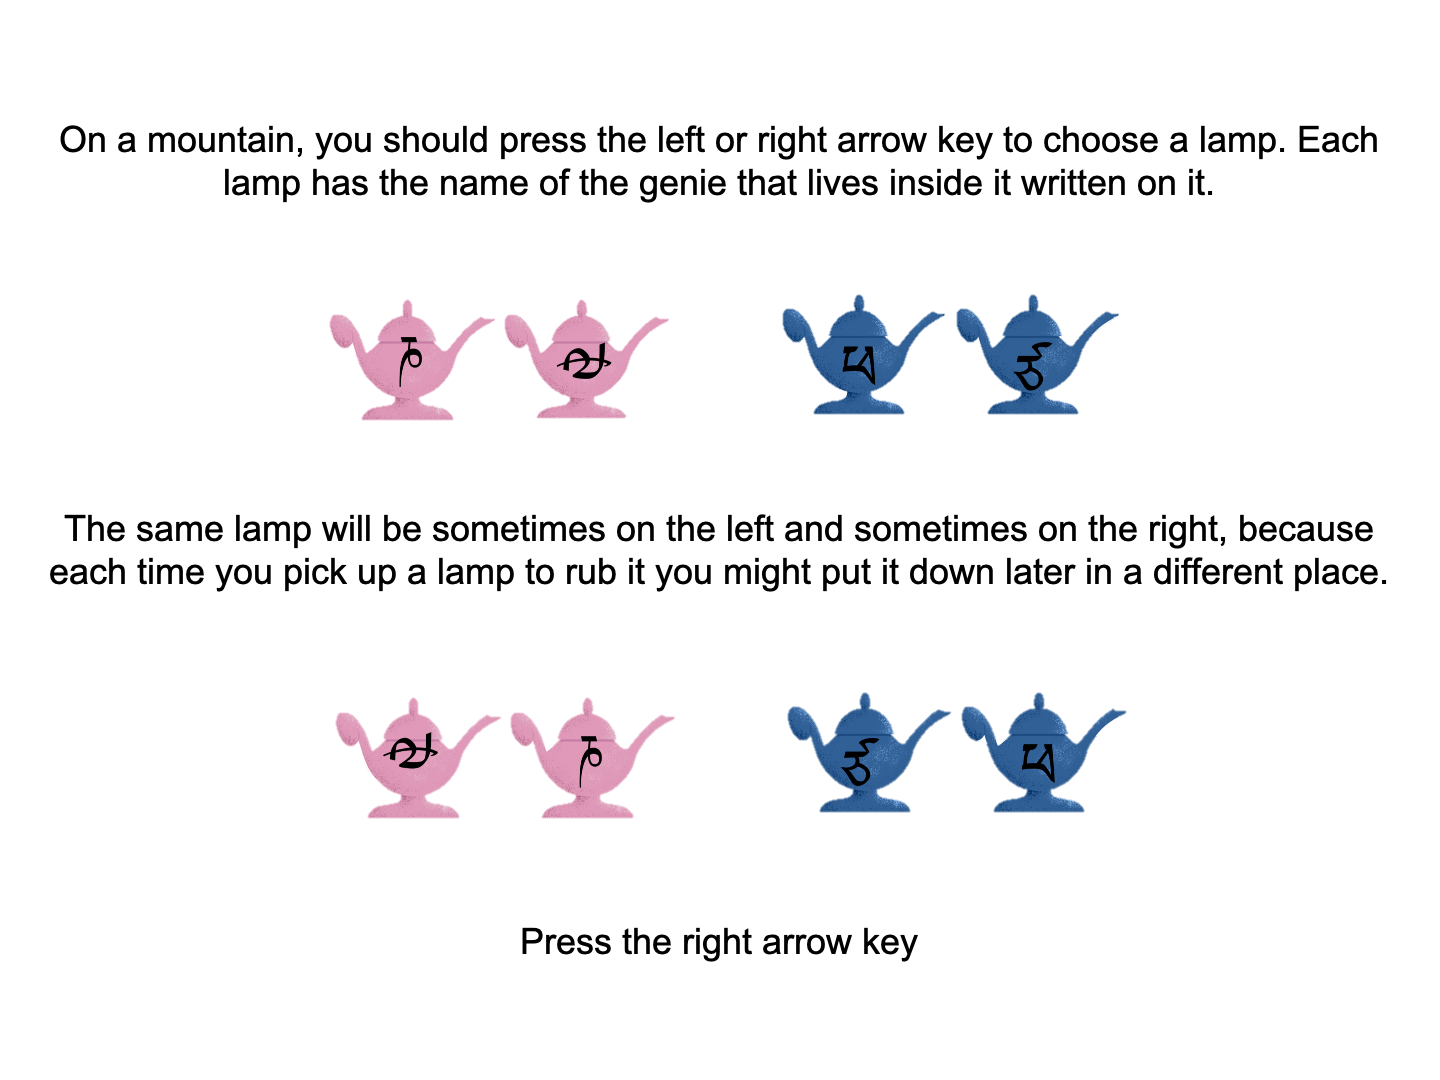 On a mountain, you should press the left or right arrow key to choose a lamp. Each
lamp has the name of the genie that lives inside it written on it.
The same lamp will be sometimes on the left and sometimes on the right, because
each time you pick up a lamp to rub it you might put it down later in a different place.
Press the right arrow key